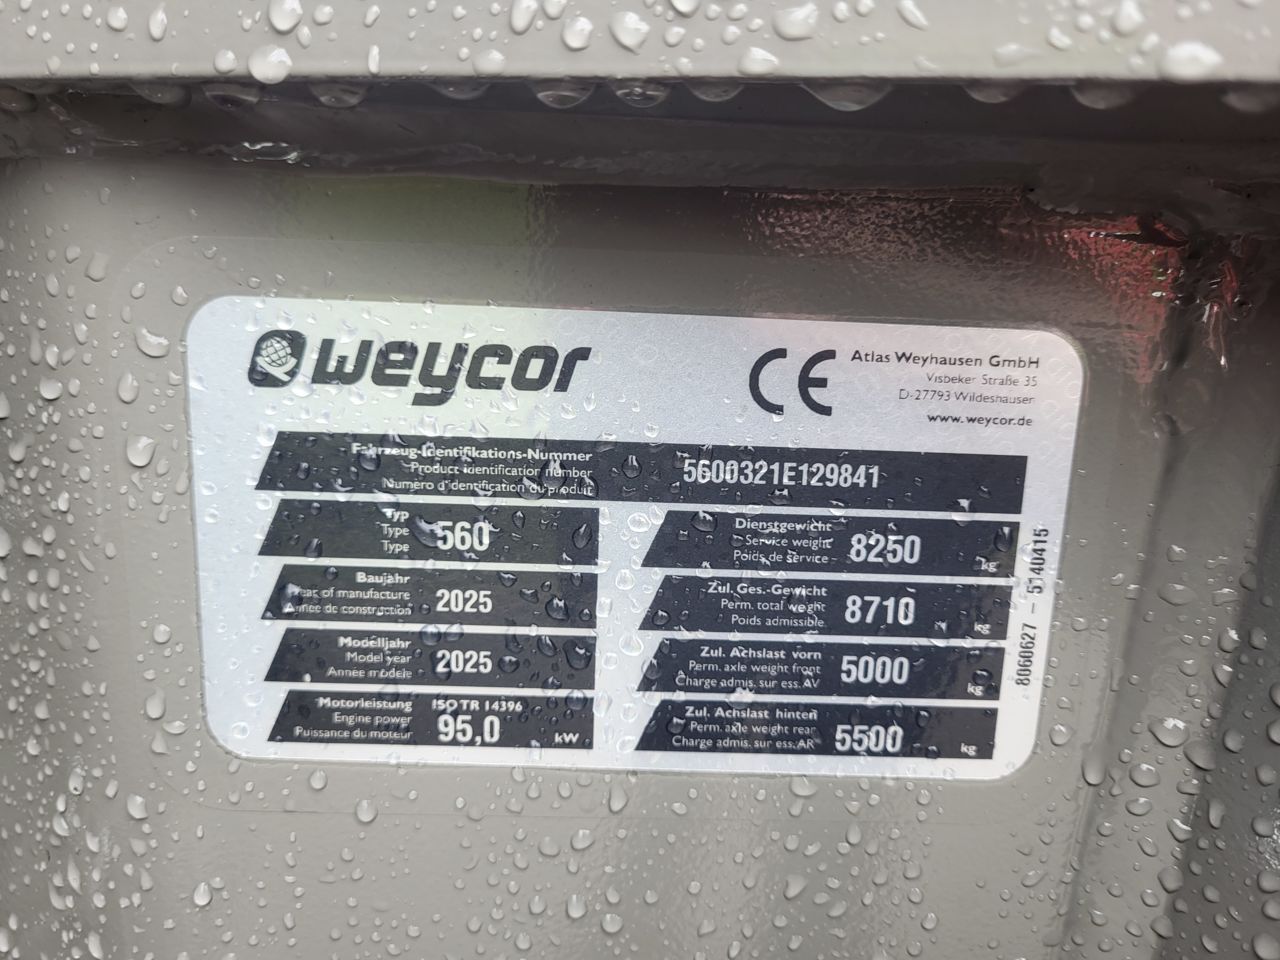 weycor
CE
Atlas Weyhausen GmbH
Visbeker Straße 35
D-27793 Wildeshausen
www.weycor.de
Fahrzeug-Identifikations-Nummer
Product identification number
Numéro d'identification du produit
5600321E129841
Typ
Type
Type
560
Baujahr
Year of manufacture
Année de construction
2025
Modelljahr
Model year
Année modèle
2025
Motorleistung ISO TR 14396
Engine power
Puissance du moteur
95,0 kW
Dienstgewicht
Service weight
Poids de service
8250 kg
Zul. Ges.-Gewicht
Perm. total weight
Poids admissible
8710 kg
Zul. Achslast vorn
Perm. axle weight front
Charge admis. sur ess. AV
5000 kg
Zul. Achslast hinten
Perm. axle weight rear
Charge admis. sur ess. AR
5500 kg
8060627 – 5140415